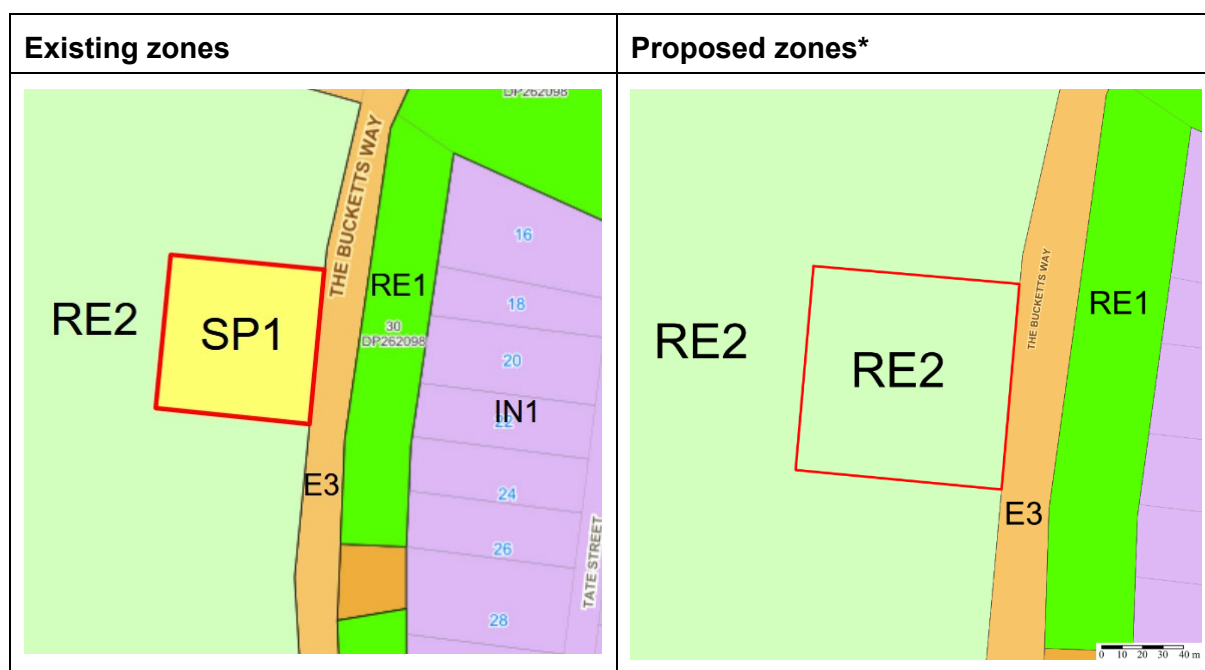 Existing zones
Proposed zones*
DP262098
THE BUCKETTS WAY
16
RE1
18
RE2
SP1
30
DP262098
20
IN1
22
E3
24
26
TATE STREET
28
THE BUCKETTS WAY
RE1
RE2
RE2
E3
0 10 20 30 40 m